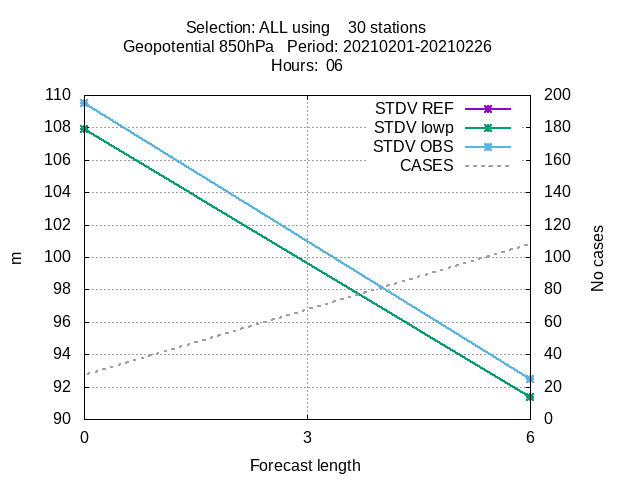 Selection: ALL using    30 stations
Geopotential 850hPa   Period: 20210201-20210226
Hours:  06
110
108
106
104
102
100
98
96
94
92
90
m
STDV REF
STDV lowp
STDV OBS
CASES
200
180
160
140
120
100
80
60
40
20
0
No cases
0 3 6
Forecast length